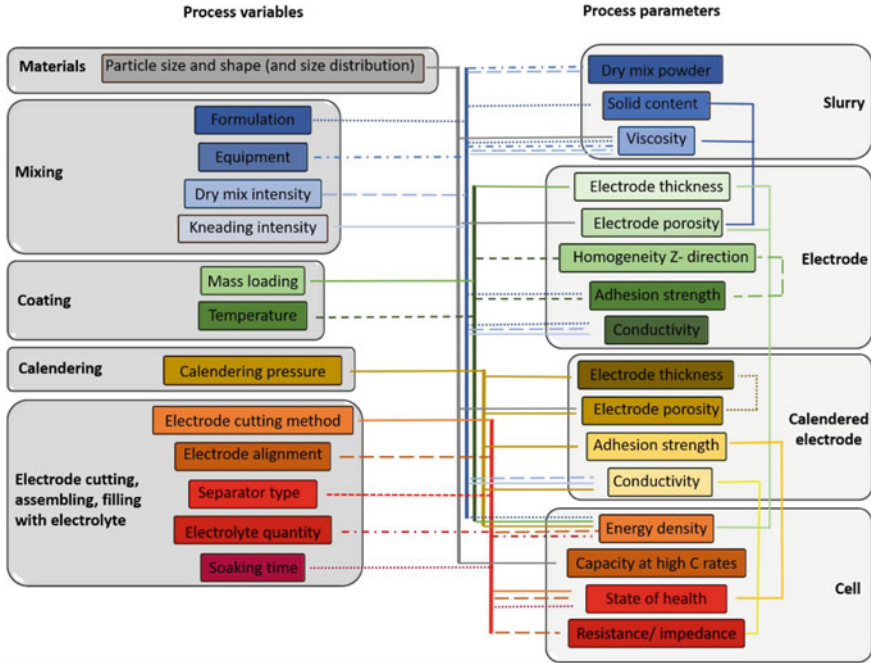 Process variables
Process parameters
Materials
Particle size and shape (and size distribution)
Mixing
Formulation
Equipment
Dry mix intensity
Kneading intensity
Coating
Mass loading
Temperature
Calendering
Calendering pressure
Electrode cutting,
assembling, filling
with electrolyte
Electrode cutting method
Electrode alignment
Separator type
Electrolyte quantity
Soaking time
Dry mix powder
Solid content
Viscosity
Slurry
Electrode thickness
Electrode porosity
Homogeneity Z- direction
Adhesion strength
Conductivity
Electrode
Electrode thickness
Electrode porosity
Adhesion strength
Conductivity
Calendered
electrode
Energy density
Capacity at high C rates
State of health
Resistance/ impedance
Cell